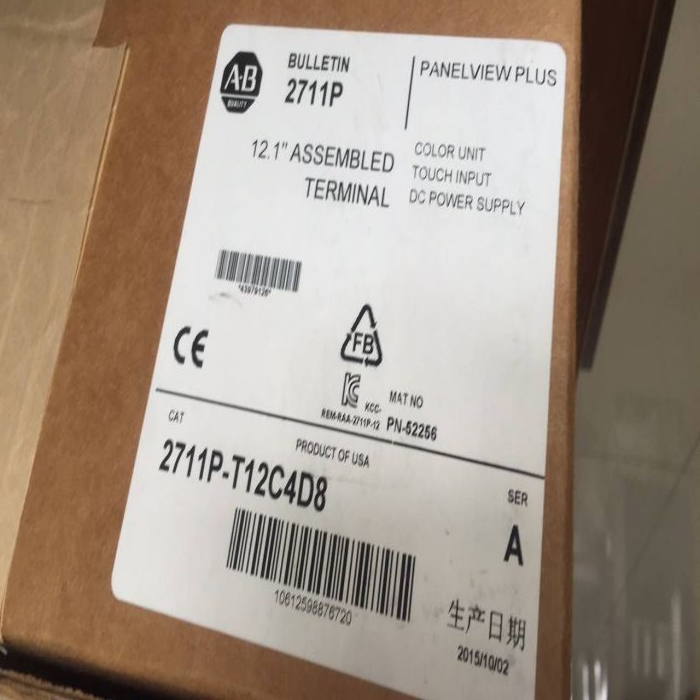 A-B
QUALITY
BULLETIN
2711P
PANELVIEW PLUS
12.1" ASSEMBLED
TERMINAL
COLOR UNIT
TOUCH INPUT
DC POWER SUPPLY
*43979126*
CE
FB
KC
KCC-
REM-RAA-2711P-12
MAT NO
PN-52256
CAT
PRODUCT OF USA
2711P-T12C4D8
SER
A
10612598876720
生产日期
2015/10/02